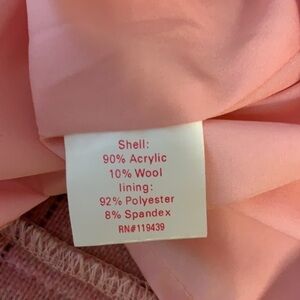 Shell:
90% Acrylic
10% Wool
lining:
92% Polyester
8% Spandex
RN#119439